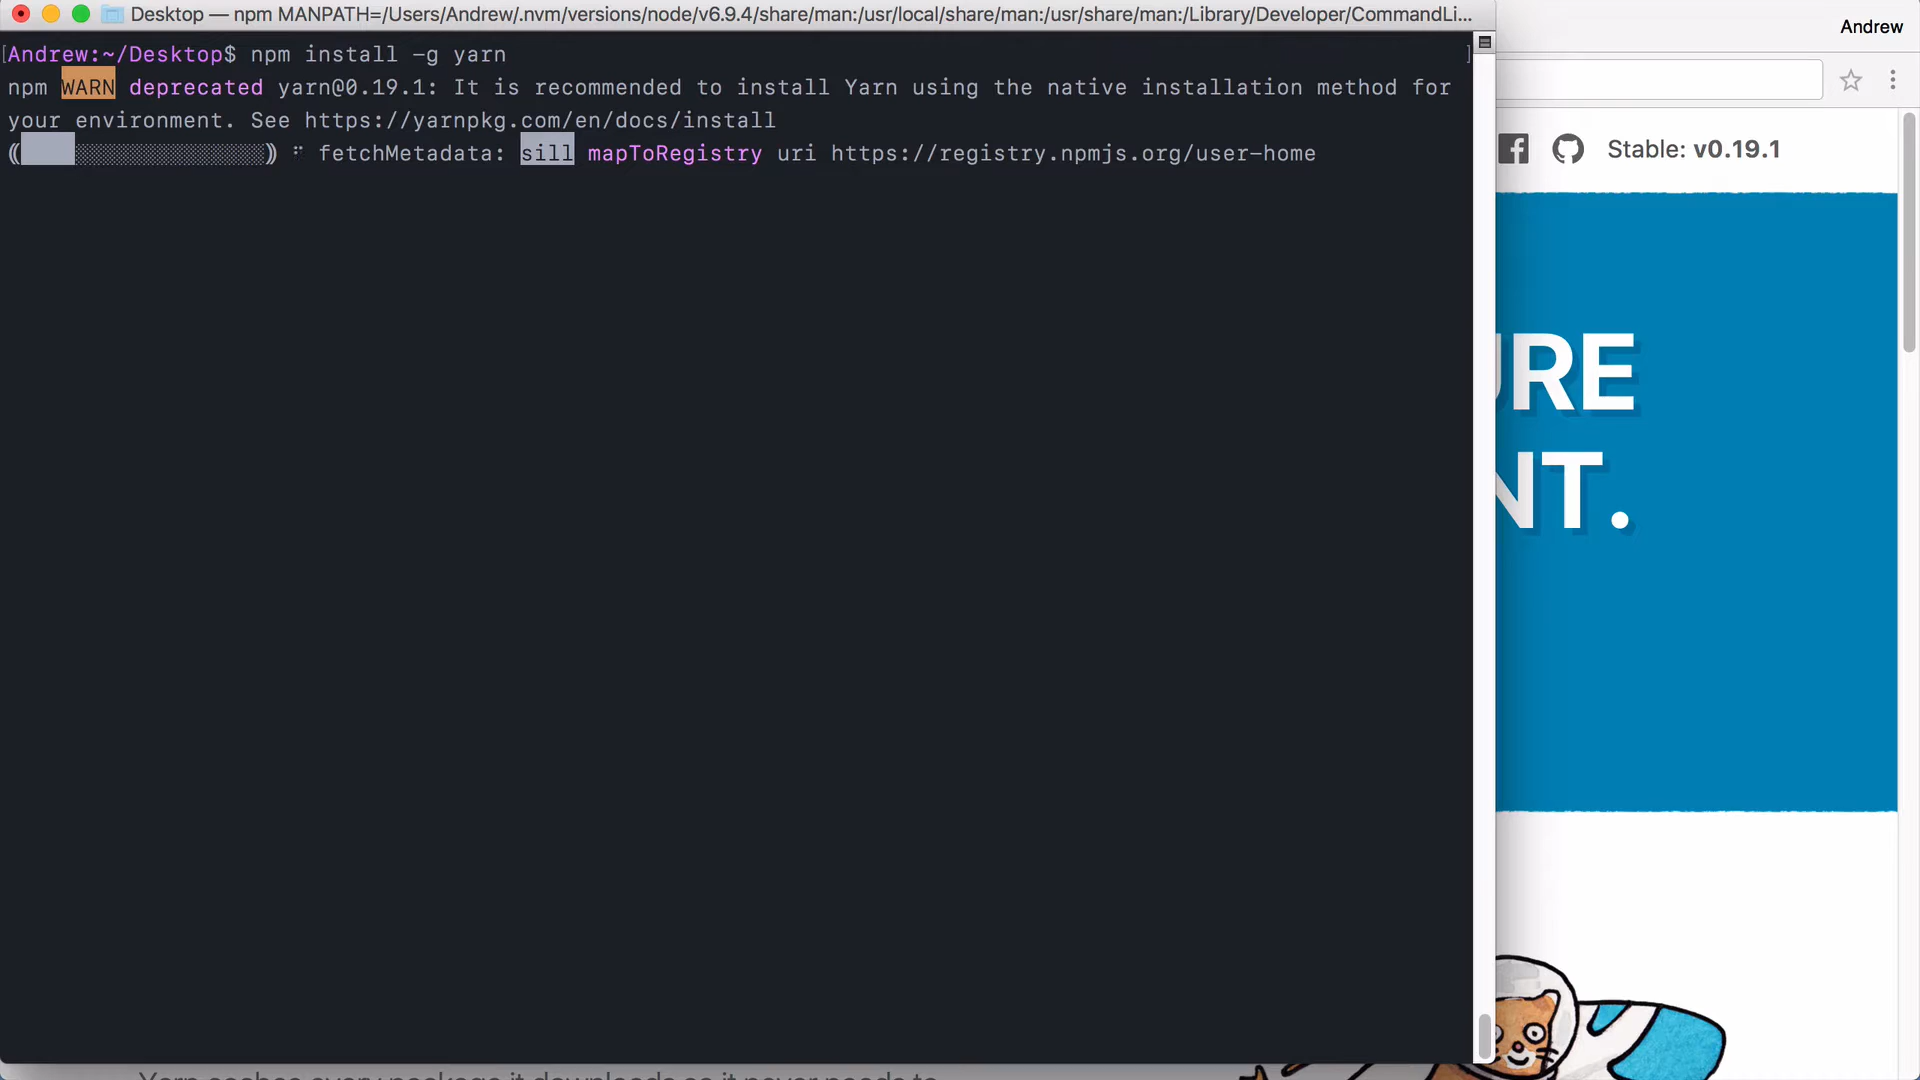 Desktop — npm MANPATH=/Users/Andrew/.nvm/versions/node/v6.9.4/share/man:/usr/local/share/man:/usr/share/man:/Library/Developer/CommandLi...
Andrew
[Andrew:~/Desktop$ npm install -g yarn ]
npm WARN deprecated yarn@0.19.1: It is recommended to install Yarn using the native installation method for
your environment. See https://yarnpkg.com/en/docs/install
fetchMetadata: sill mapToRegistry uri https://registry.npmjs.org/user-home
Stable: v0.19.1
URE
NT.
Yarn caches every package it downloads so it never needs to